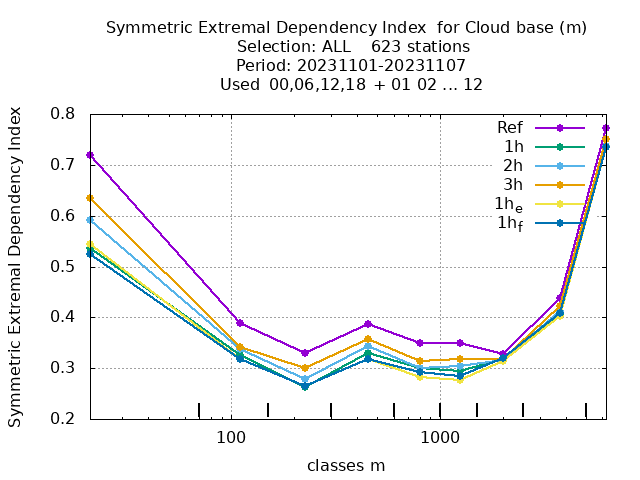 Symmetric Extremal Dependency Index  for Cloud base (m)
Selection: ALL    623 stations
Period: 20231101-20231107
Used  00,06,12,18  + 01 02 ... 12
Symmetric Extremal Dependency Index
0.8
0.7
0.6
0.5
0.4
0.3
0.2
Ref
1h
2h
3h
1he
1hf
100
1000
classes m